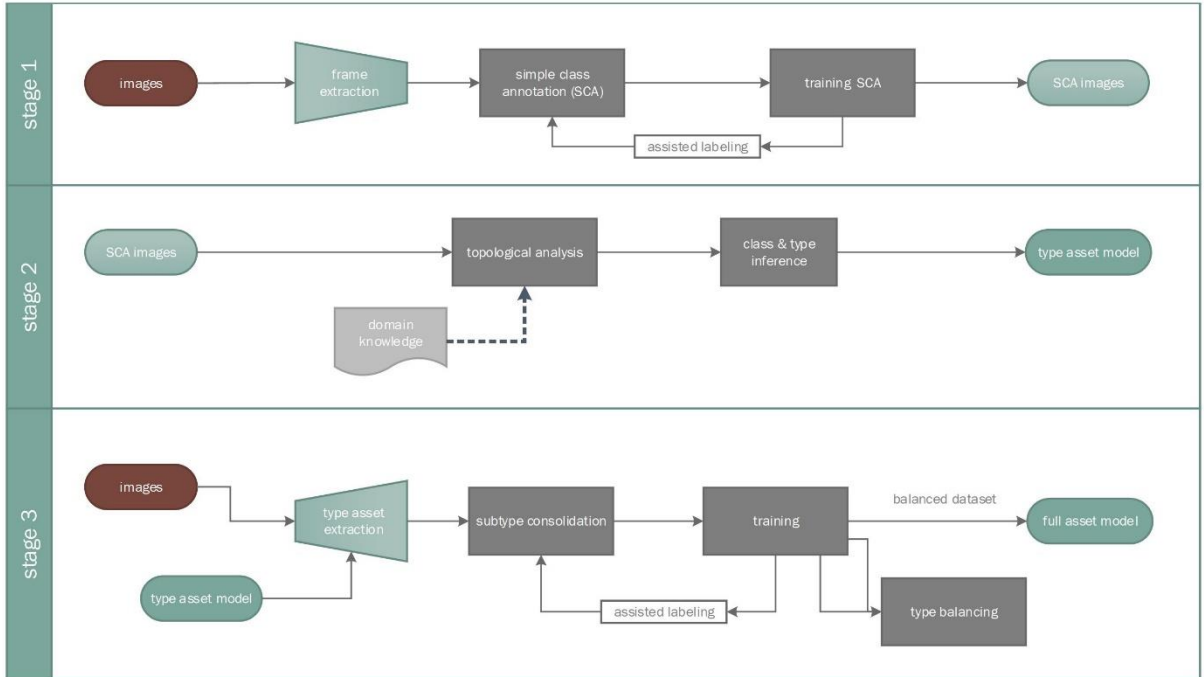 stage 1
images
frame
extraction
simple class
annotation (SCA)
training SCA
SCA images
assisted labeling
stage 2
SCA images
topological analysis
class & type
inference
type asset model
domain
knowledge
stage 3
images
type asset
extraction
subtype consolidation
training
balanced dataset
full asset model
type asset model
assisted labeling
type balancing